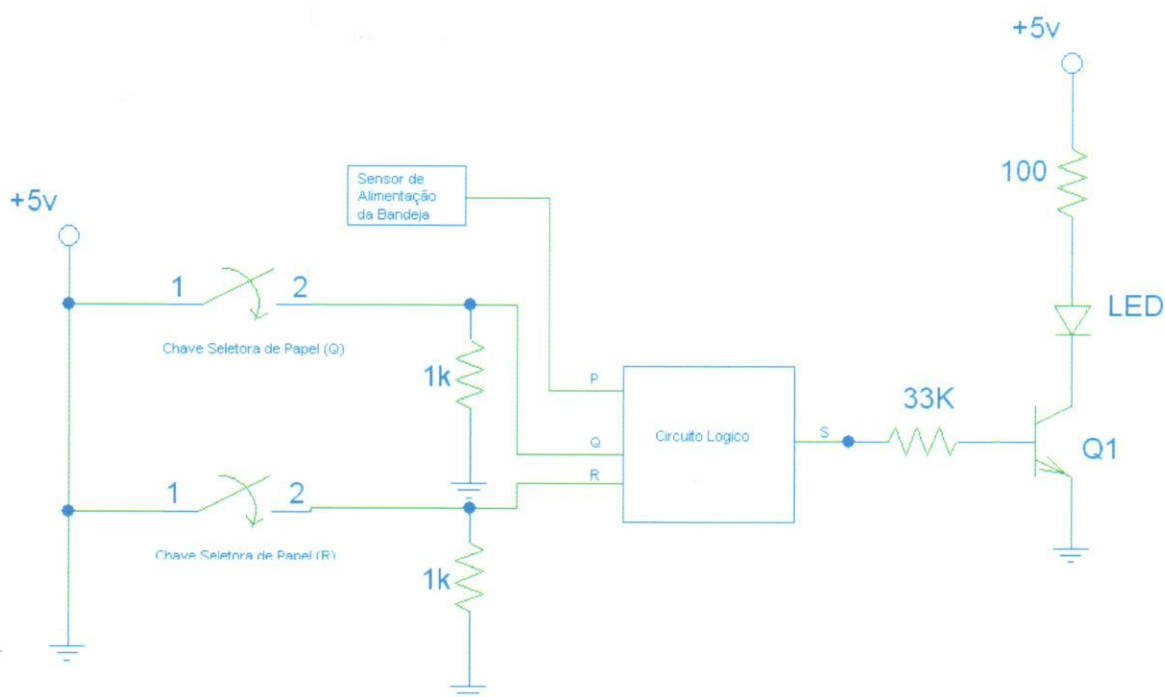 +5v
100
Sensor de
Alimentação
da Bandeja
+5v
1
2
LED
Chave Seletora de Papel (Q)
1k
P
33K
Circuito Logico
S
Q
Q1
R
1
2
Chave Seletora de Papel (R)
1k